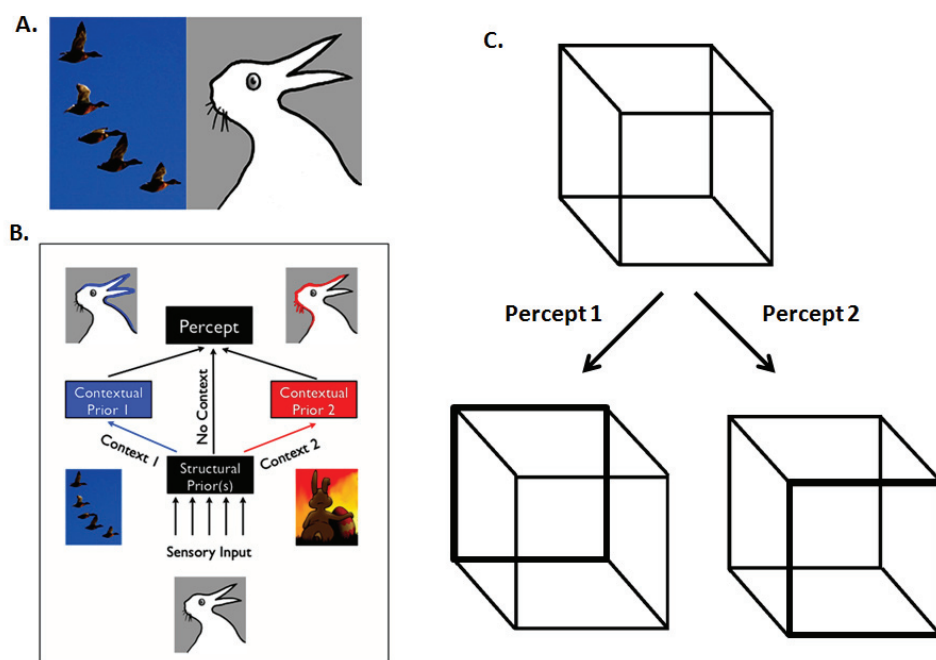 A.
B.
Percept
Contextual
Prior 1
No Context
Contextual
Prior 2
Context 1
Structural
Prior(s)
Context 2
Sensory Input
C.
Percept 1
Percept 2